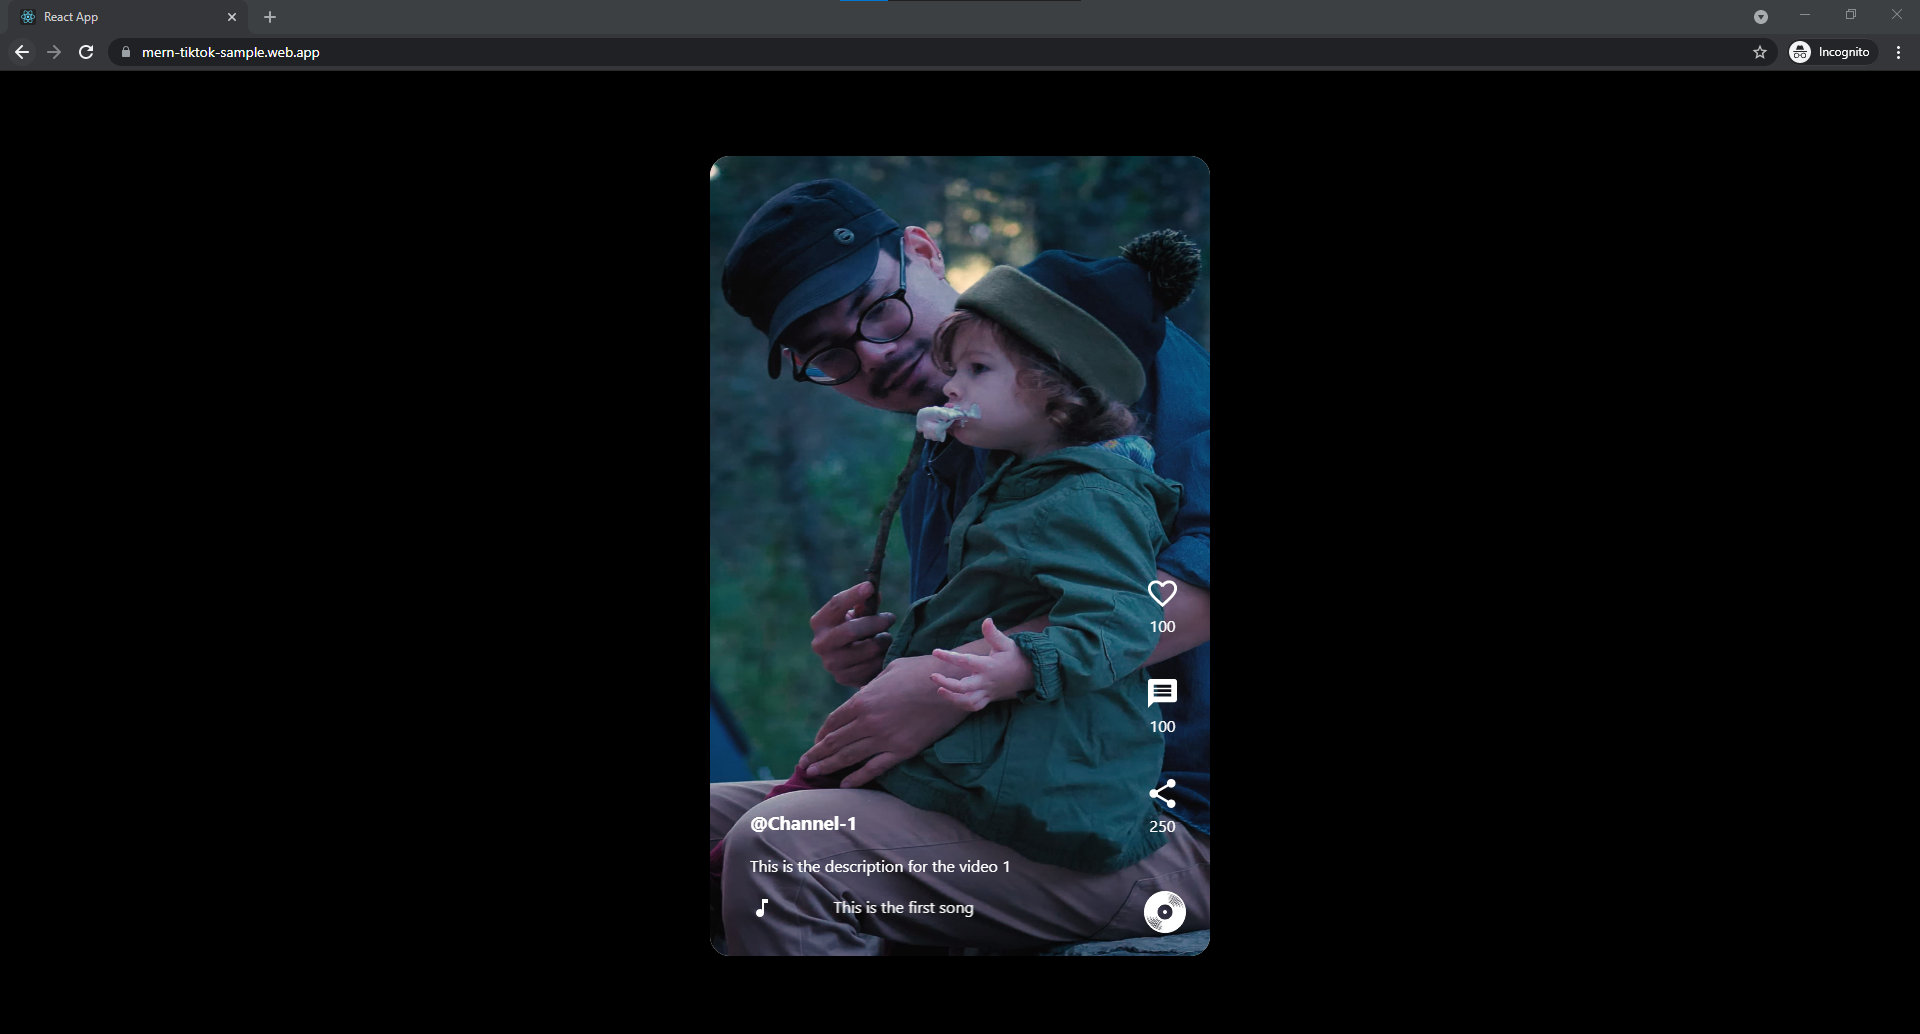 React App
mern-tiktok-sample.web.app
Incognito
100
100
250
@Channel-1
This is the description for the video 1
This is the first song